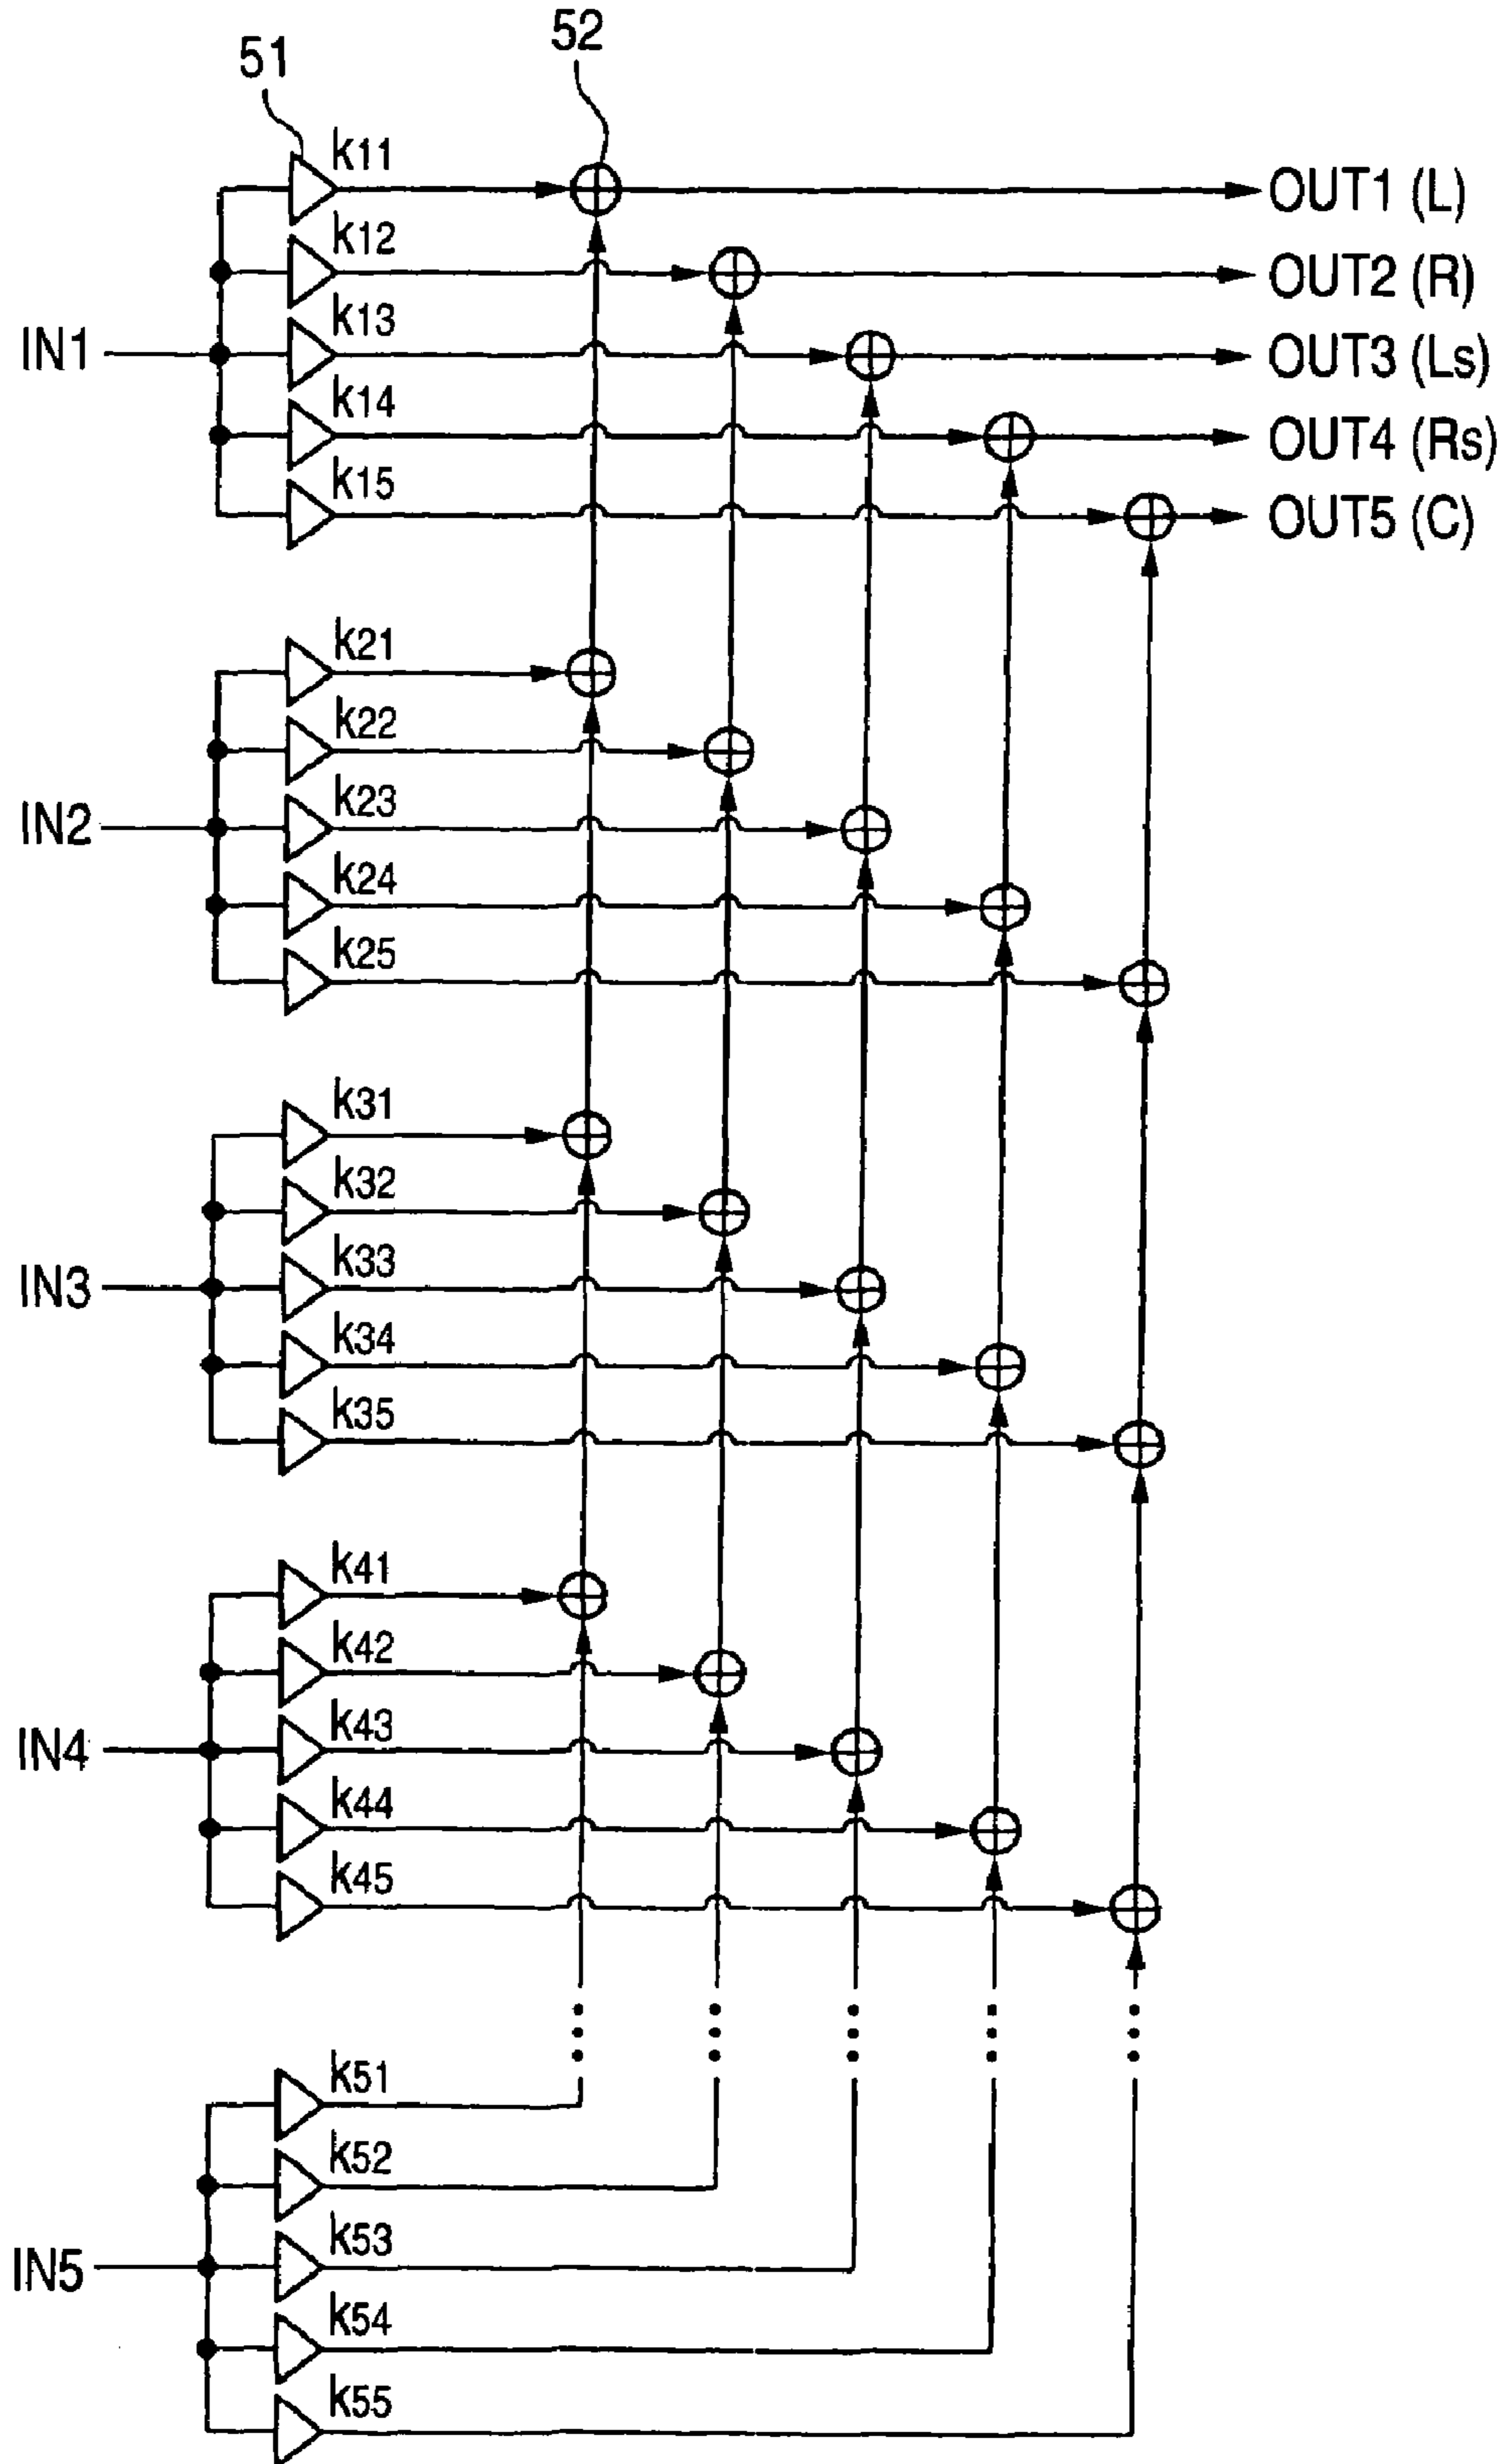 52
51
k11
OUT1 (L)
k12
OUT2 (R)
k13
IN1
OUT3 (Ls)
k14
OUT4 (Rs)
k15
OUT5 (C)
k21
k22
k23
IN2
k24
k25
k31
k32
k33
IN3
k34
k35
k41
k42
k43
IN4
k44
k45
k51
k52
k53
IN5
k54
k55